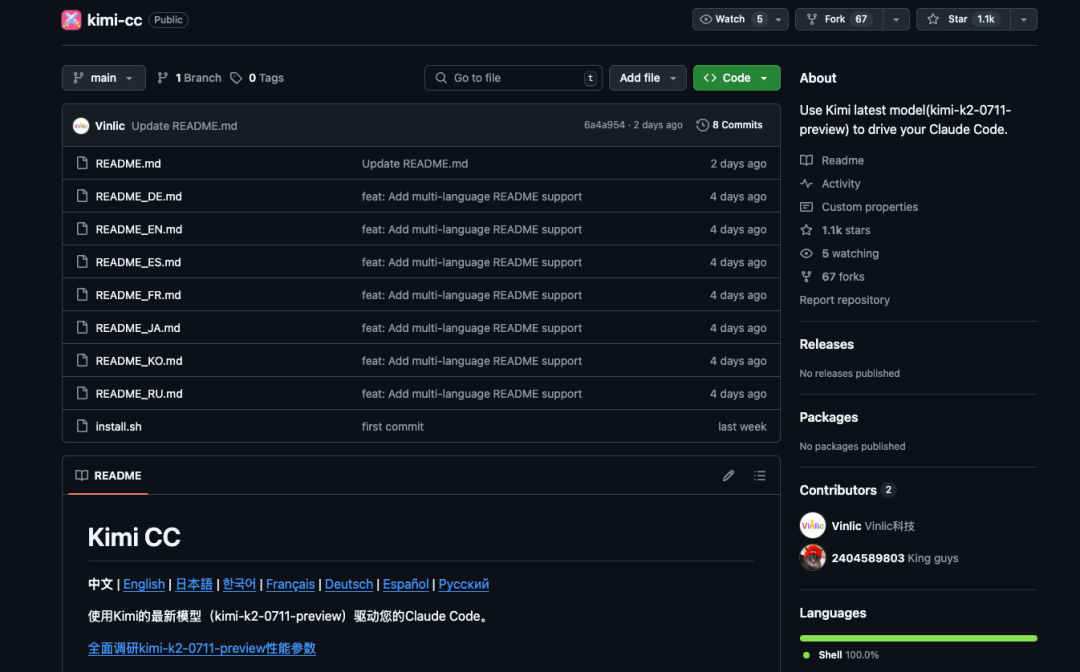 kimi-cc Public
Watch 5 Fork 67 Star 1.1k
main 1 Branch 0 Tags Go to file t Add file Code
Vinlic Update README.md 6a4a954 · 2 days ago 8 Commits
README.md Update README.md 2 days ago
README_DE.md feat: Add multi-language README support 4 days ago
README_EN.md feat: Add multi-language README support 4 days ago
README_ES.md feat: Add multi-language README support 4 days ago
README_FR.md feat: Add multi-language README support 4 days ago
README_JA.md feat: Add multi-language README support 4 days ago
README_KO.md feat: Add multi-language README support 4 days ago
README_RU.md feat: Add multi-language README support 4 days ago
install.sh first commit last week
README
Kimi CC
中文 | English | 日本語 | 한국어 | Français | Deutsch | Español | Русский
使用Kimi的最新模型（kimi-k2-0711-preview）驱动您的Claude Code。
全面调研kimi-k2-0711-preview性能参数
About
Use Kimi latest model(kimi-k2-0711-
preview) to drive your Claude Code.
Readme
Activity
Custom properties
1.1k stars
5 watching
67 forks
Report repository
Releases
No releases published
Packages
No packages published
Contributors 2
Vinlic Vinlic科技
2404589803 King guys
Languages
Shell 100.0%